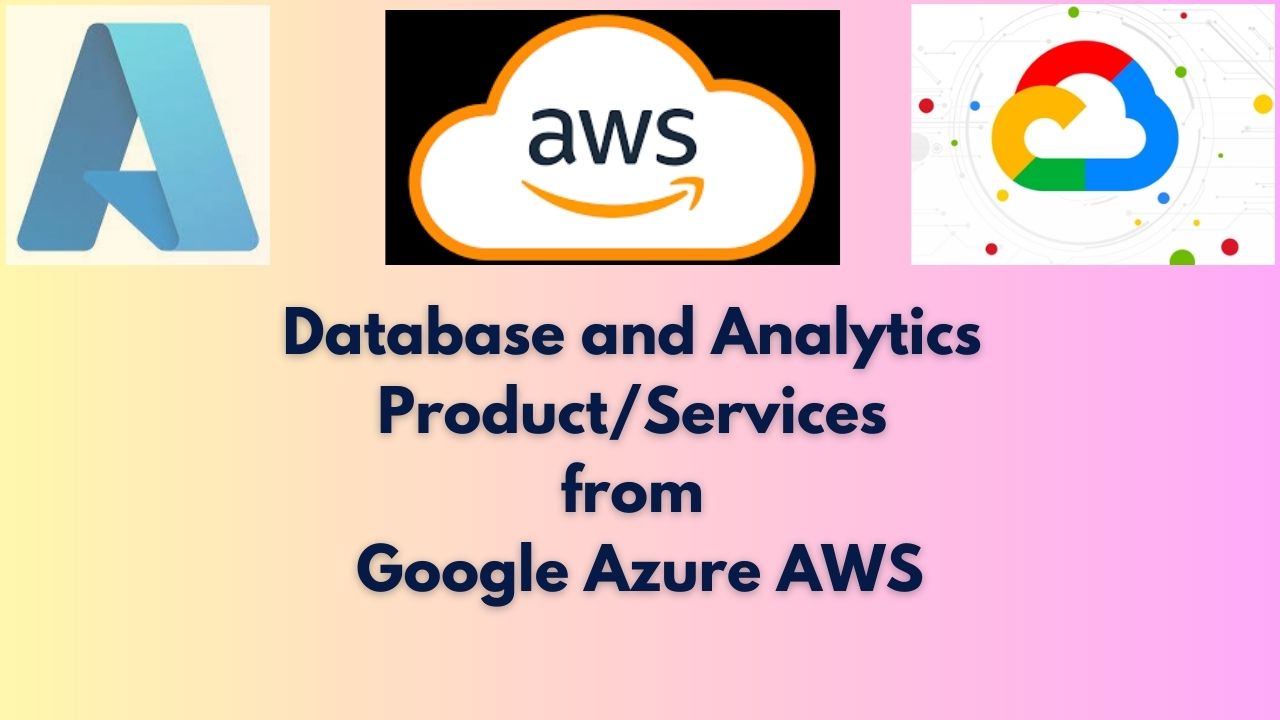 aws
Database and Analytics
Product/Services
from
Google Azure AWS